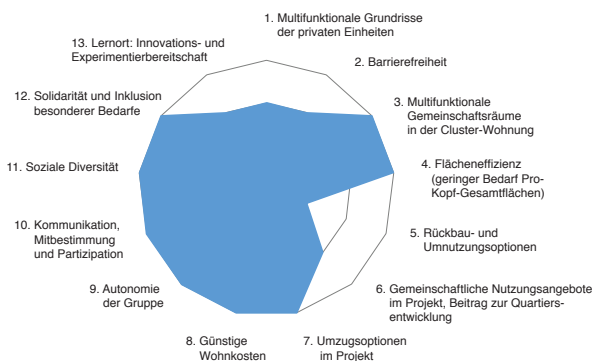 1. Multifunktionale Grundrisse
der privaten Einheiten
2. Barrierefreiheit
3. Multifunktionale
Gemeinschaftsräume
in der Cluster-Wohnung
4. Flächeneffizienz
(geringer Bedarf Pro-
Kopf-Gesamtflächen)
5. Rückbau- und
Umnutzungsoptionen
6. Gemeinschaftliche Nutzungsangebote
im Projekt, Beitrag zur Quartiers-
entwicklung
7. Umzugsoptionen
im Projekt
8. Günstige
Wohnkosten
9. Autonomie
der Gruppe
10. Kommunikation,
Mitbestimmung
und Partizipation
11. Soziale Diversität
12. Solidarität und Inklusion
besonderer Bedarfe
13. Lernort: Innovations- und
Experimentierbereitschaft